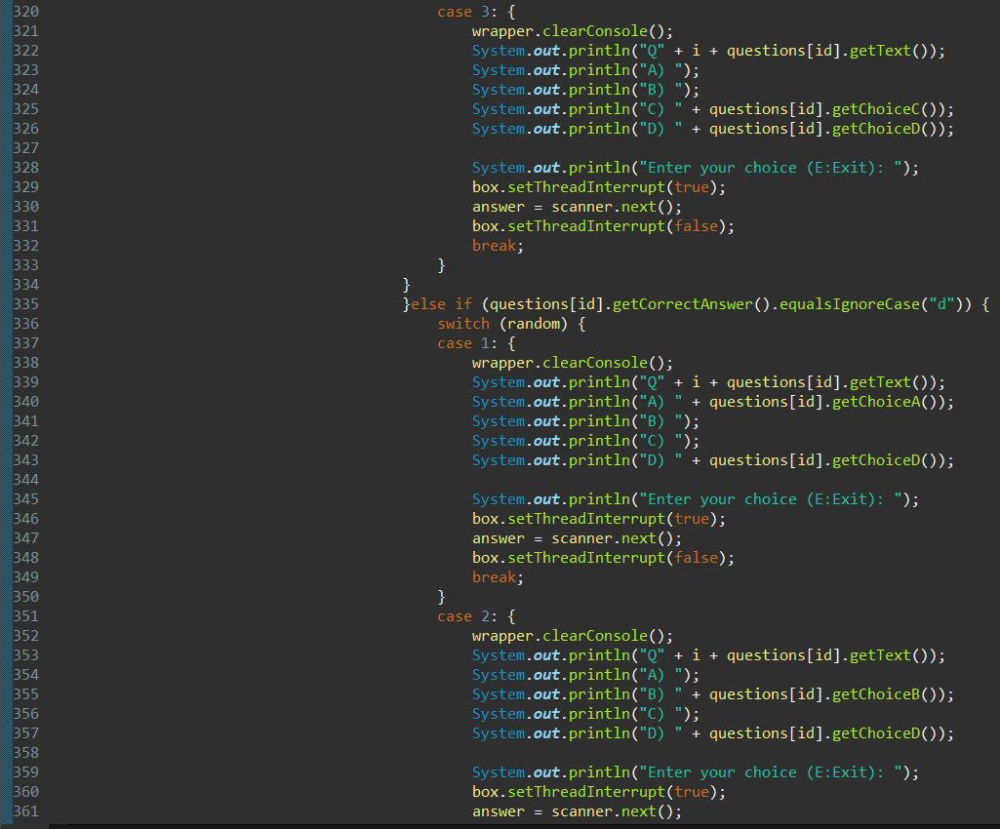 320 case 3: {
321 wrapper.clearConsole();
322 System.out.println("Q" + i + questions[id].getText());
323 System.out.println("A) ");
324 System.out.println("B) ");
325 System.out.println("C) " + questions[id].getChoiceC());
326 System.out.println("D) " + questions[id].getChoiceD());
327
328 System.out.println("Enter your choice (E:Exit): ");
329 box.setThreadInterrupt(true);
330 answer = scanner.next();
331 box.setThreadInterrupt(false);
332 break;
333 }
334 }
335 }else if (questions[id].getCorrectAnswer().equalsIgnoreCase("d")) {
336 switch (random) {
337 case 1: {
338 wrapper.clearConsole();
339 System.out.println("Q" + i + questions[id].getText());
340 System.out.println("A) " + questions[id].getChoiceA());
341 System.out.println("B) ");
342 System.out.println("C) ");
343 System.out.println("D) " + questions[id].getChoiceD());
344
345 System.out.println("Enter your choice (E:Exit): ");
346 box.setThreadInterrupt(true);
347 answer = scanner.next();
348 box.setThreadInterrupt(false);
349 break;
350 }
351 case 2: {
352 wrapper.clearConsole();
353 System.out.println("Q" + i + questions[id].getText());
354 System.out.println("A) ");
355 System.out.println("B) " + questions[id].getChoiceB());
356 System.out.println("C) ");
357 System.out.println("D) " + questions[id].getChoiceD());
358
359 System.out.println("Enter your choice (E:Exit): ");
360 box.setThreadInterrupt(true);
361 answer = scanner.next();